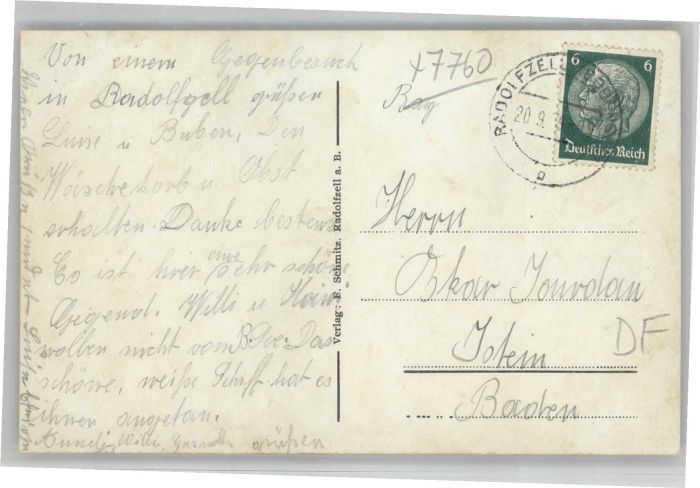 Von einem Gegenbesuch
in Radolfzell grüßen
Luise u Buben, Den
Wäschekorb u. Obst
erhalten. Danke bestens
Es ist hier eine sehr schöne
Gegend. Willi u
wollen nicht vom B See. Das
schöne, weiße Schiff hat es
ihnen angetan.
Willi, grüßen
Verlag: F. Schmitz, Radolfzell a. B.
+7760
RADOLFZELL
20.9.
6 6
Deutsches Reich
Herrn
Oskar Jourdan
Istein
Baden
DF